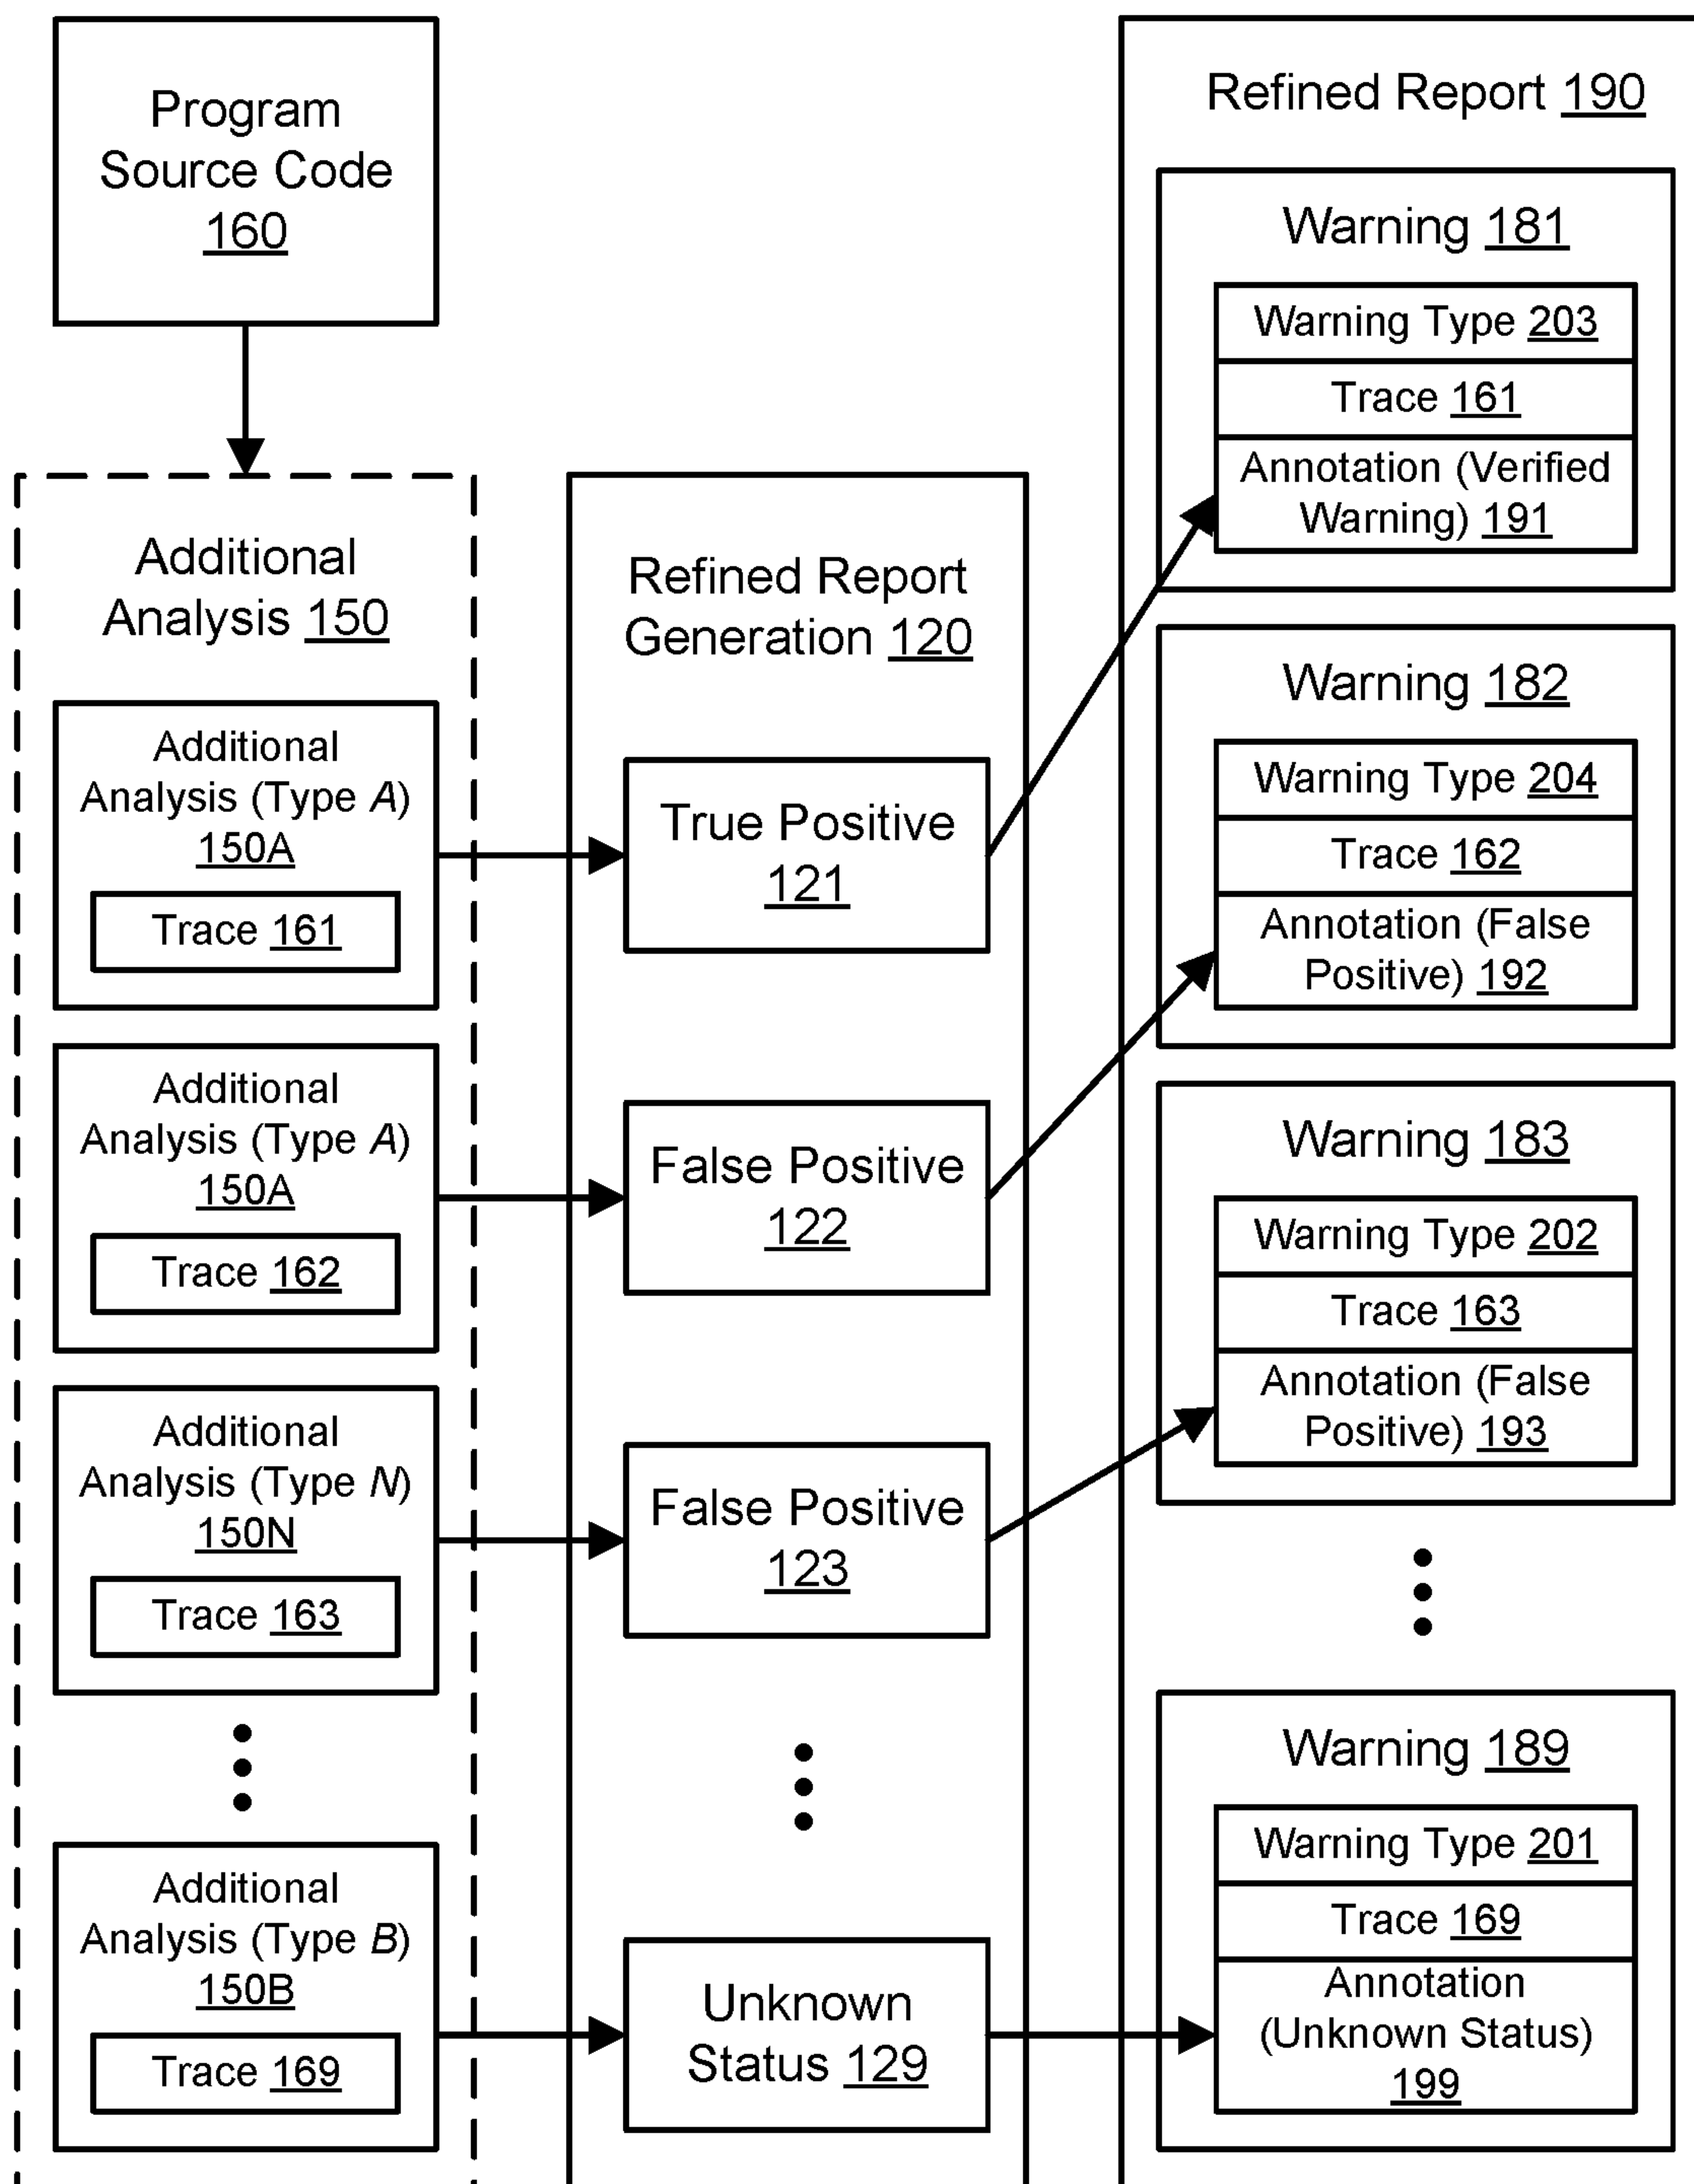 Program
Source Code
160
Additional
Analysis 150
Additional
Analysis (Type A)
150A
Trace 161
Additional
Analysis (Type A)
150A
Trace 162
Additional
Analysis (Type N)
150N
Trace 163
Additional
Analysis (Type B)
150B
Trace 169
Refined Report
Generation 120
True Positive
121
False Positive
122
False Positive
123
Unknown
Status 129
Refined Report 190
Warning 181
Warning Type 203
Trace 161
Annotation (Verified
Warning) 191
Warning 182
Warning Type 204
Trace 162
Annotation (False
Positive) 192
Warning 183
Warning Type 202
Trace 163
Annotation (False
Positive) 193
Warning 189
Warning Type 201
Trace 169
Annotation
(Unknown Status)
199